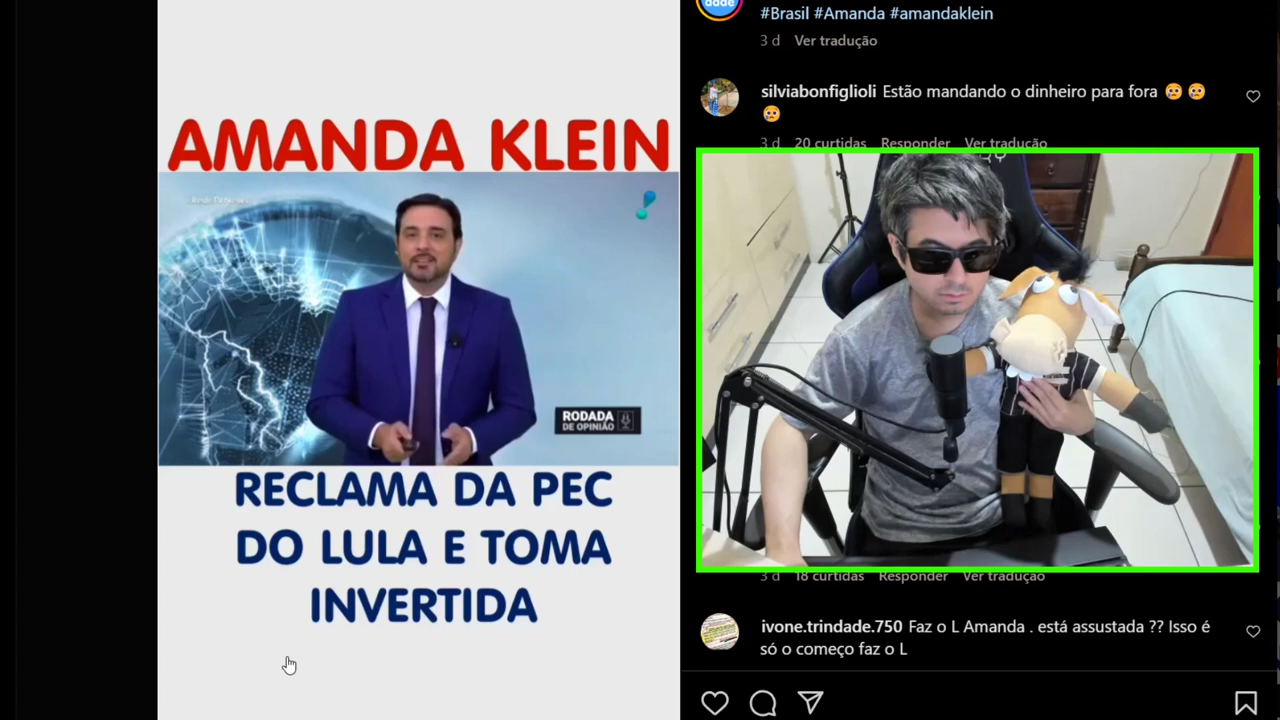 AMANDA KLEIN
RODADA
DE OPINIÃO
RECLAMA DA PEC
DO LULA E TOMA
INVERTIDA
dade
#Brasil #Amanda #amandaklein
3 d Ver tradução
silviabonfiglioli Estão mandando o dinheiro para fora 😢 😢
😢
3 d 20 curtidas Responder Ver tradução
3 d 18 curtidas Responder Ver tradução
ivone.trindade.750 Faz o L Amanda . está assustada ?? Isso é
só o começo faz o L